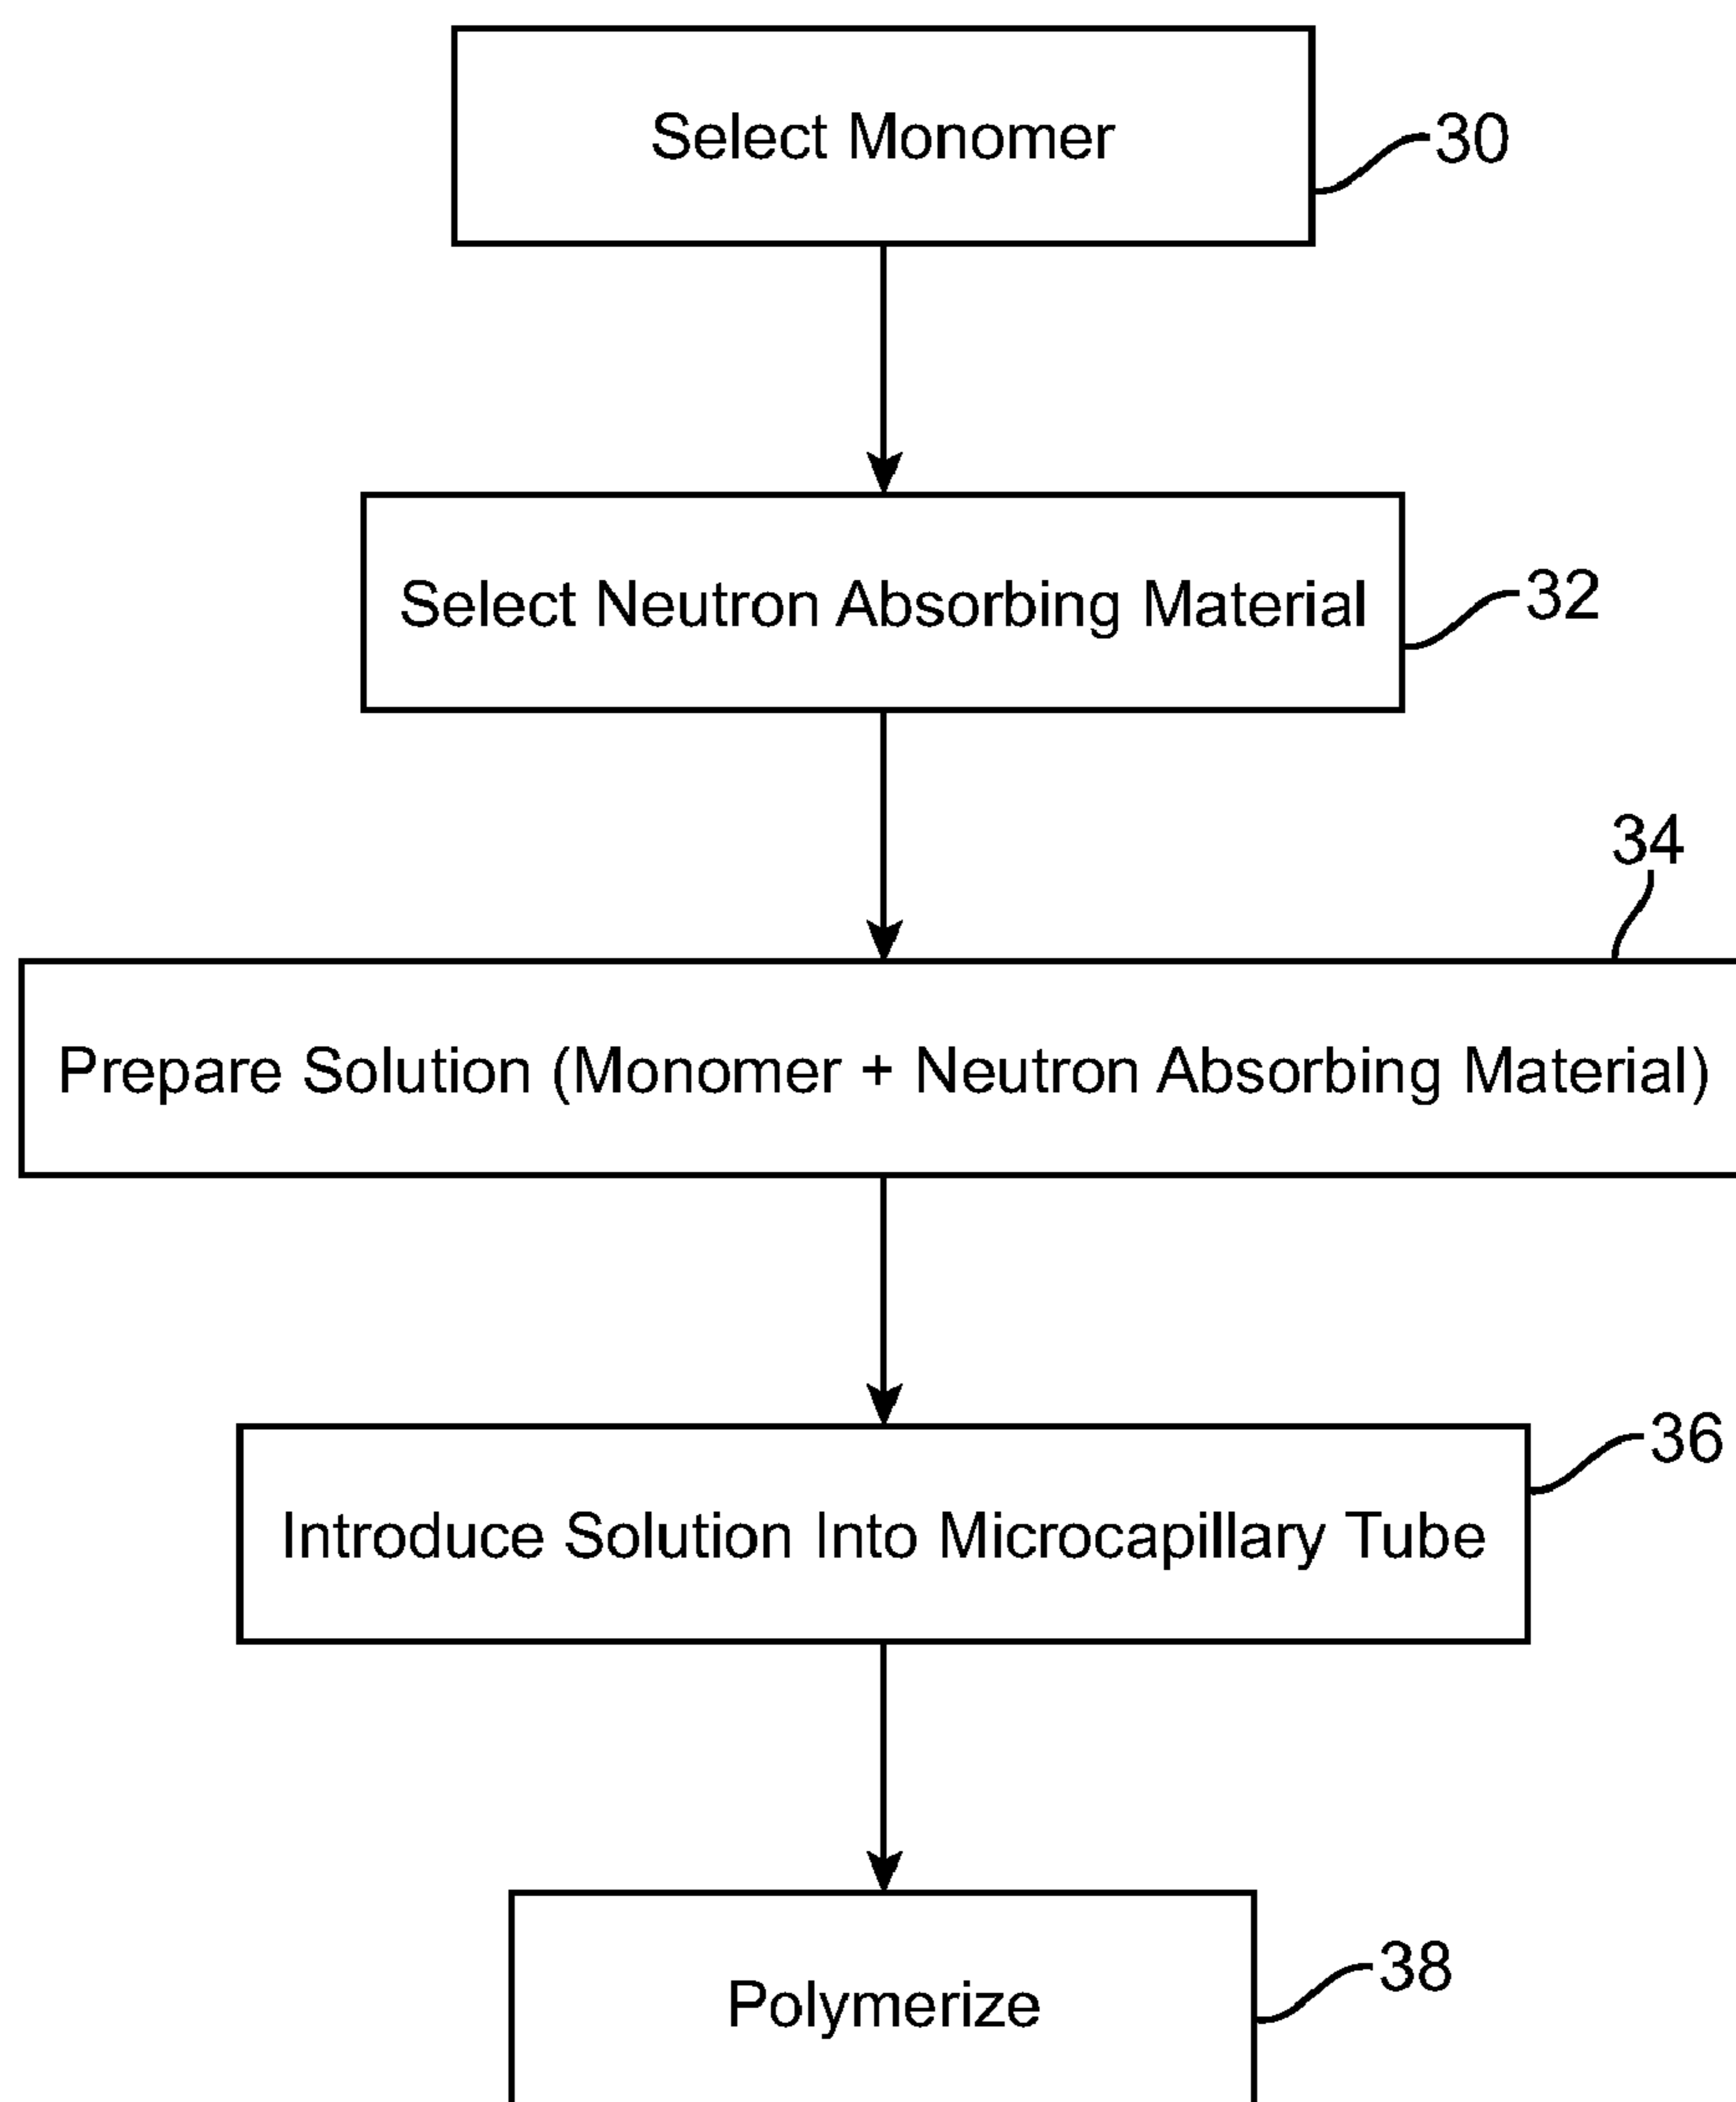 Select Monomer
30
Select Neutron Absorbing Material
32
34
Prepare Solution (Monomer + Neutron Absorbing Material)
36
Introduce Solution Into Microcapillary Tube
Polymerize
38